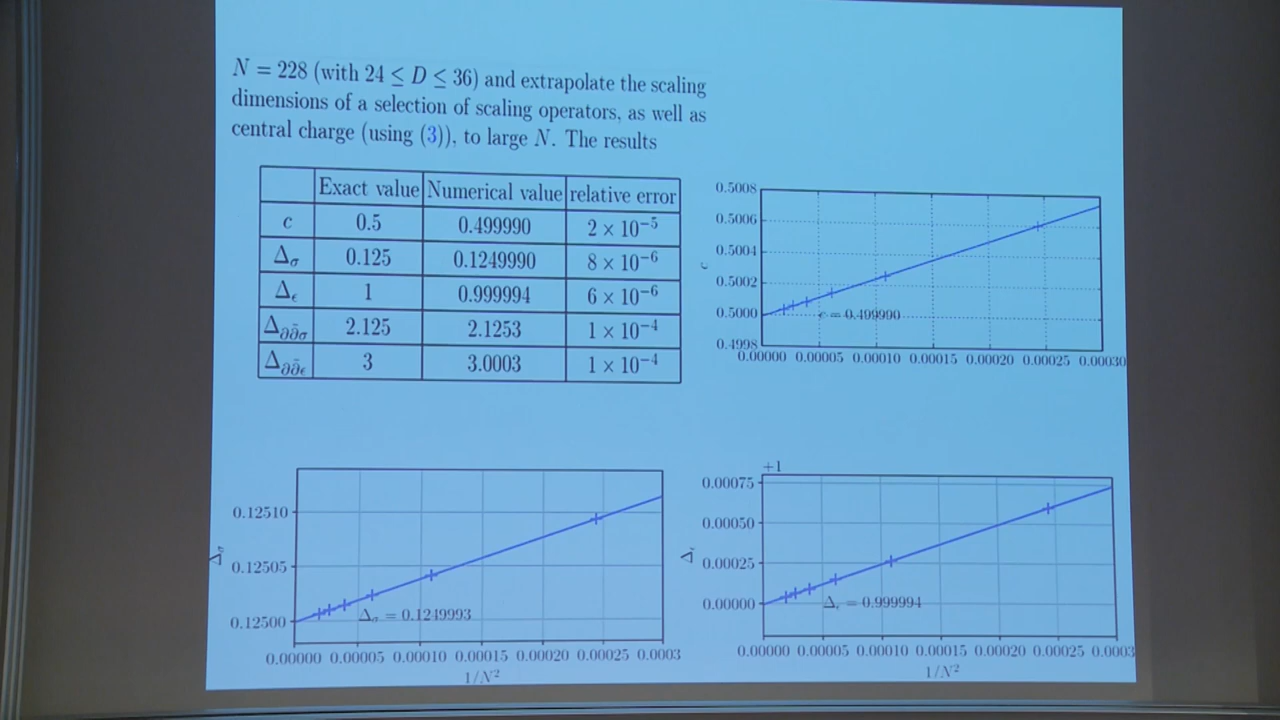 N = 228 (with 24 ≤ D ≤ 36) and extrapolate the scaling
dimensions of a selection of scaling operators, as well as
central charge (using (3)), to large N. The results
Exact value Numerical value relative error
c 0.5 0.499990 2 × 10⁻⁵
Δσ 0.125 0.1249990 8 × 10⁻⁶
Δϵ 1 0.999994 6 × 10⁻⁶
Δ∂∂̄σ 2.125 2.1253 1 × 10⁻⁴
Δ∂∂̄ϵ 3 3.0003 1 × 10⁻⁴
0.5008
0.5006
0.5004
c
0.5002
0.5000
c = 0.499990
0.4998
0.00000 0.00005 0.00010 0.00015 0.00020 0.00025 0.00030
0.12510
Δσ
0.12505
Δσ = 0.1249993
0.12500
0.00000 0.00005 0.00010 0.00015 0.00020 0.00025 0.0003
1/N²
+1
0.00075
0.00050
Δϵ
0.00025
0.00000
Δϵ = 0.999994
0.00000 0.00005 0.00010 0.00015 0.00020 0.00025 0.0003
1/N²